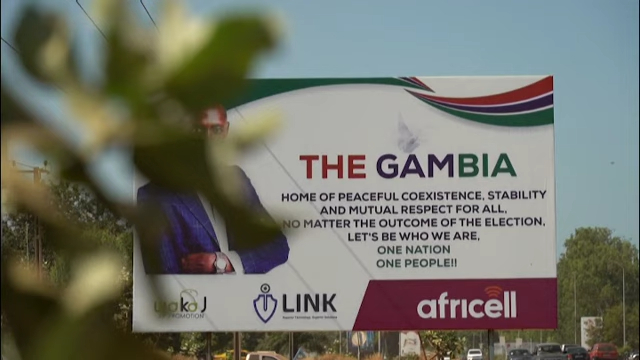 THE GAMBIA
HOME OF PEACEFUL COEXISTENCE, STABILITY
AND MUTUAL RESPECT FOR ALL,
NO MATTER THE OUTCOME OF THE ELECTION,
LET'S BE WHO WE ARE,
ONE NATION
ONE PEOPLE!!
PROMOTION
LINK
africell